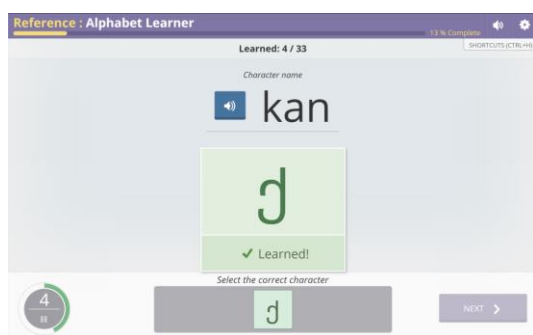 Reference : Alphabet Learner
13 % Complete
SHORTCUTS (CTRL+H)
Learned: 4 / 33
Character name
kan
ქ
Learned!
Select the correct character
4
ქ
NEXT